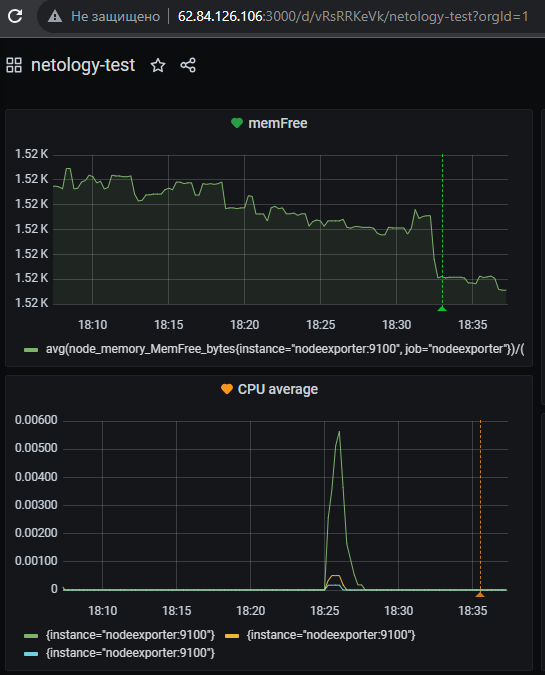 Не защищено 62.84.126.106:3000/d/vRsRRKeVk/netology-test?orgId=1
netology-test
memFree
1.52 K
1.52 K
1.52 K
1.52 K
1.52 K
1.52 K
1.52 K
18:10 18:15 18:20 18:25 18:30 18:35
avg(node_memory_MemFree_bytes{instance="nodeexporter:9100", job="nodeexporter"})/(
CPU average
0.00600
0.00500
0.00400
0.00300
0.00200
0.00100
0
18:10 18:15 18:20 18:25 18:30 18:35
{instance="nodeexporter:9100"} {instance="nodeexporter:9100"}
{instance="nodeexporter:9100"}